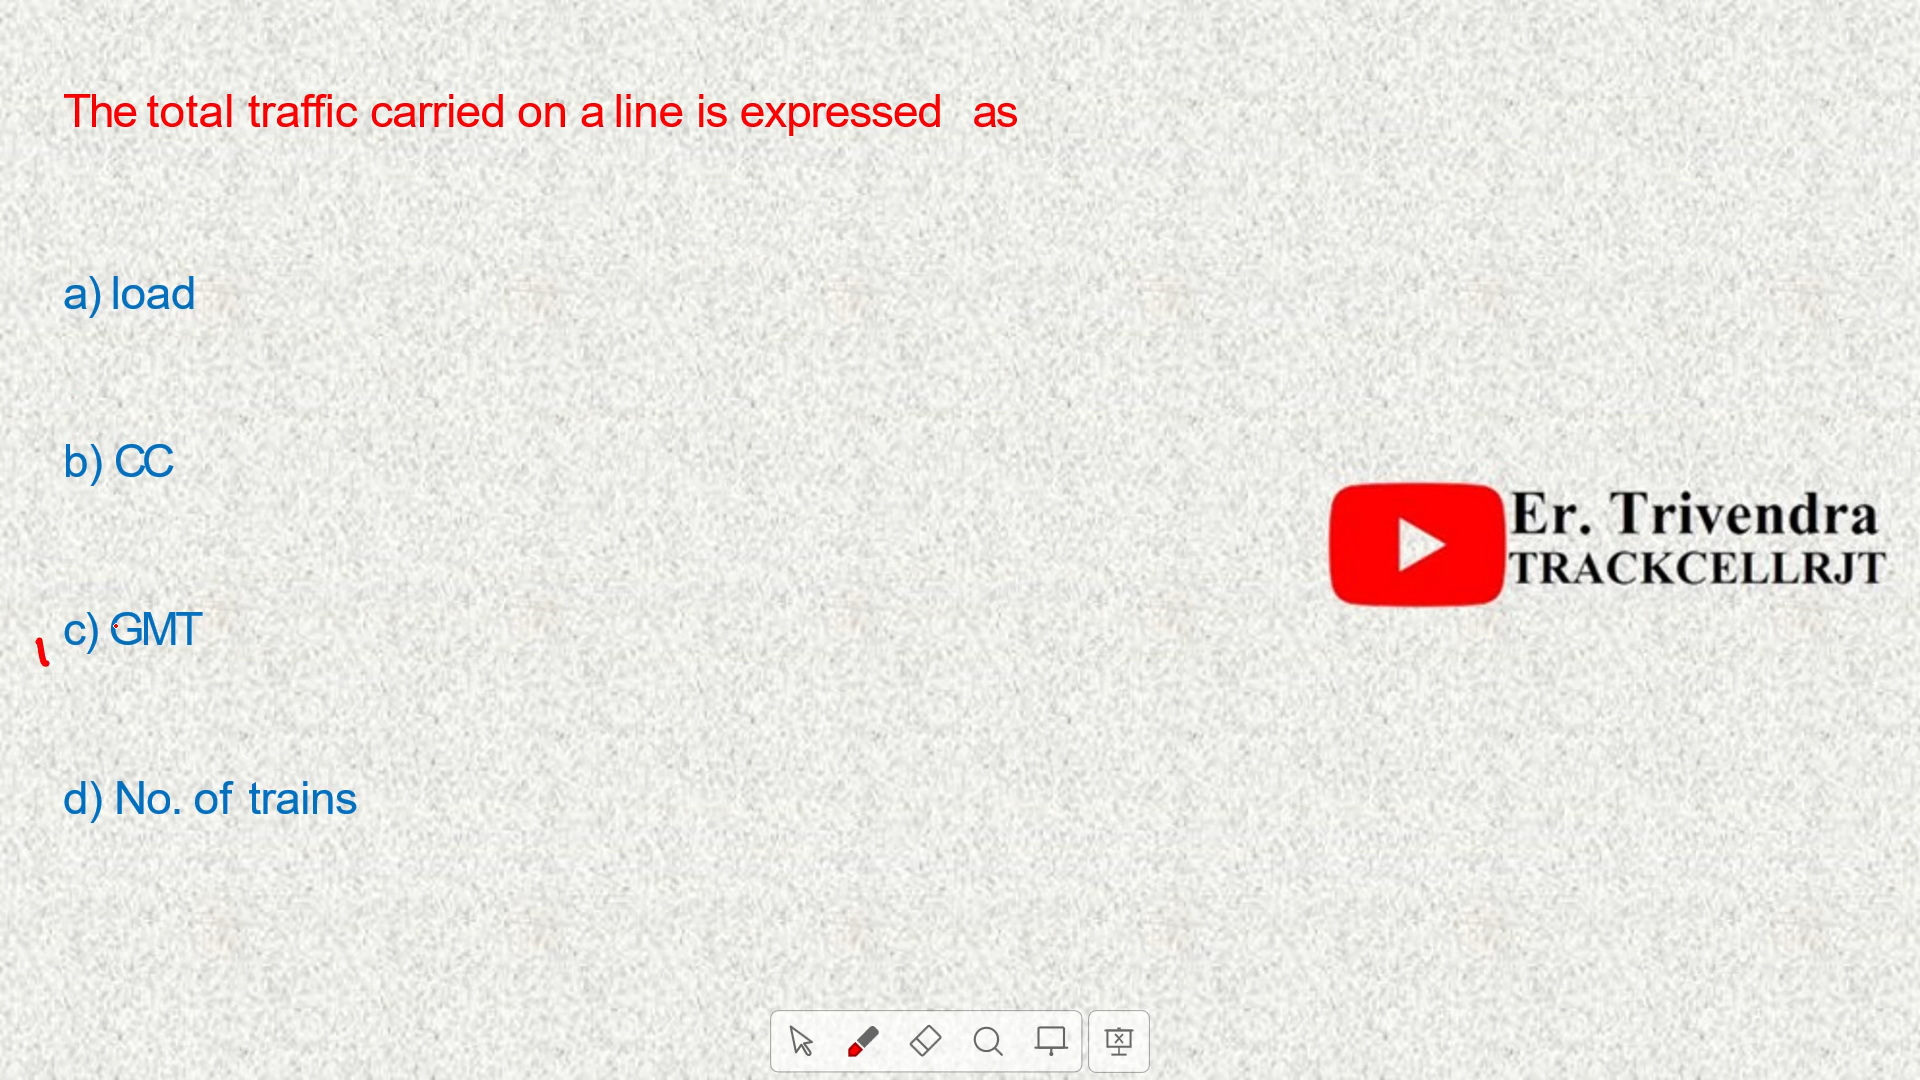 The total traffic carried on a line is expressed as
a) load
b) CC
c) GMT
d) No. of trains
Er. Trivendra
TRACKCELLRJT